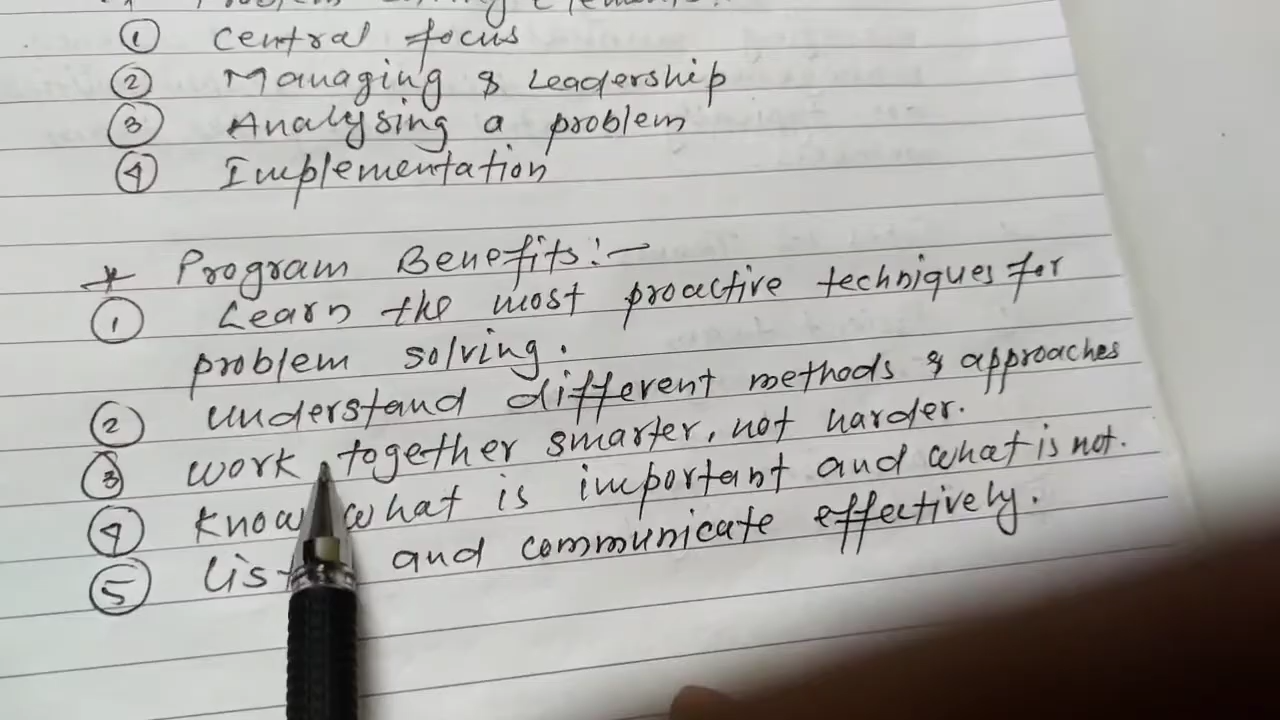 Problem
① Central focus
② Managing & Leadership
③ Analysing a problem
④ Implementation
* Program Benefits:-
① Learn the most proactive techniques for
problem solving.
② understand different methods & approaches
③ work together smarter, not harder.
④ know what is important and what is not.
⑤ and communicate effectively.